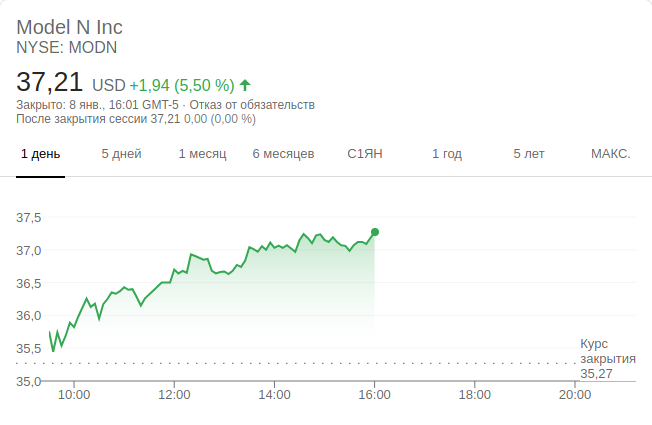 Model N Inc
NYSE: MODN
37,21 USD +1,94 (5,50 %)
Закрыто: 8 янв., 16:01 GMT-5 · Отказ от обязательств
После закрытия сессии 37,21 0,00 (0,00 %)
1 день 5 дней 1 месяц 6 месяцев С1ЯН 1 год 5 лет МАКС.
37,5
37,0
36,5
36,0
35,5
Курс
закрытия
35,27
35,0
10:00 12:00 14:00 16:00 18:00 20:00